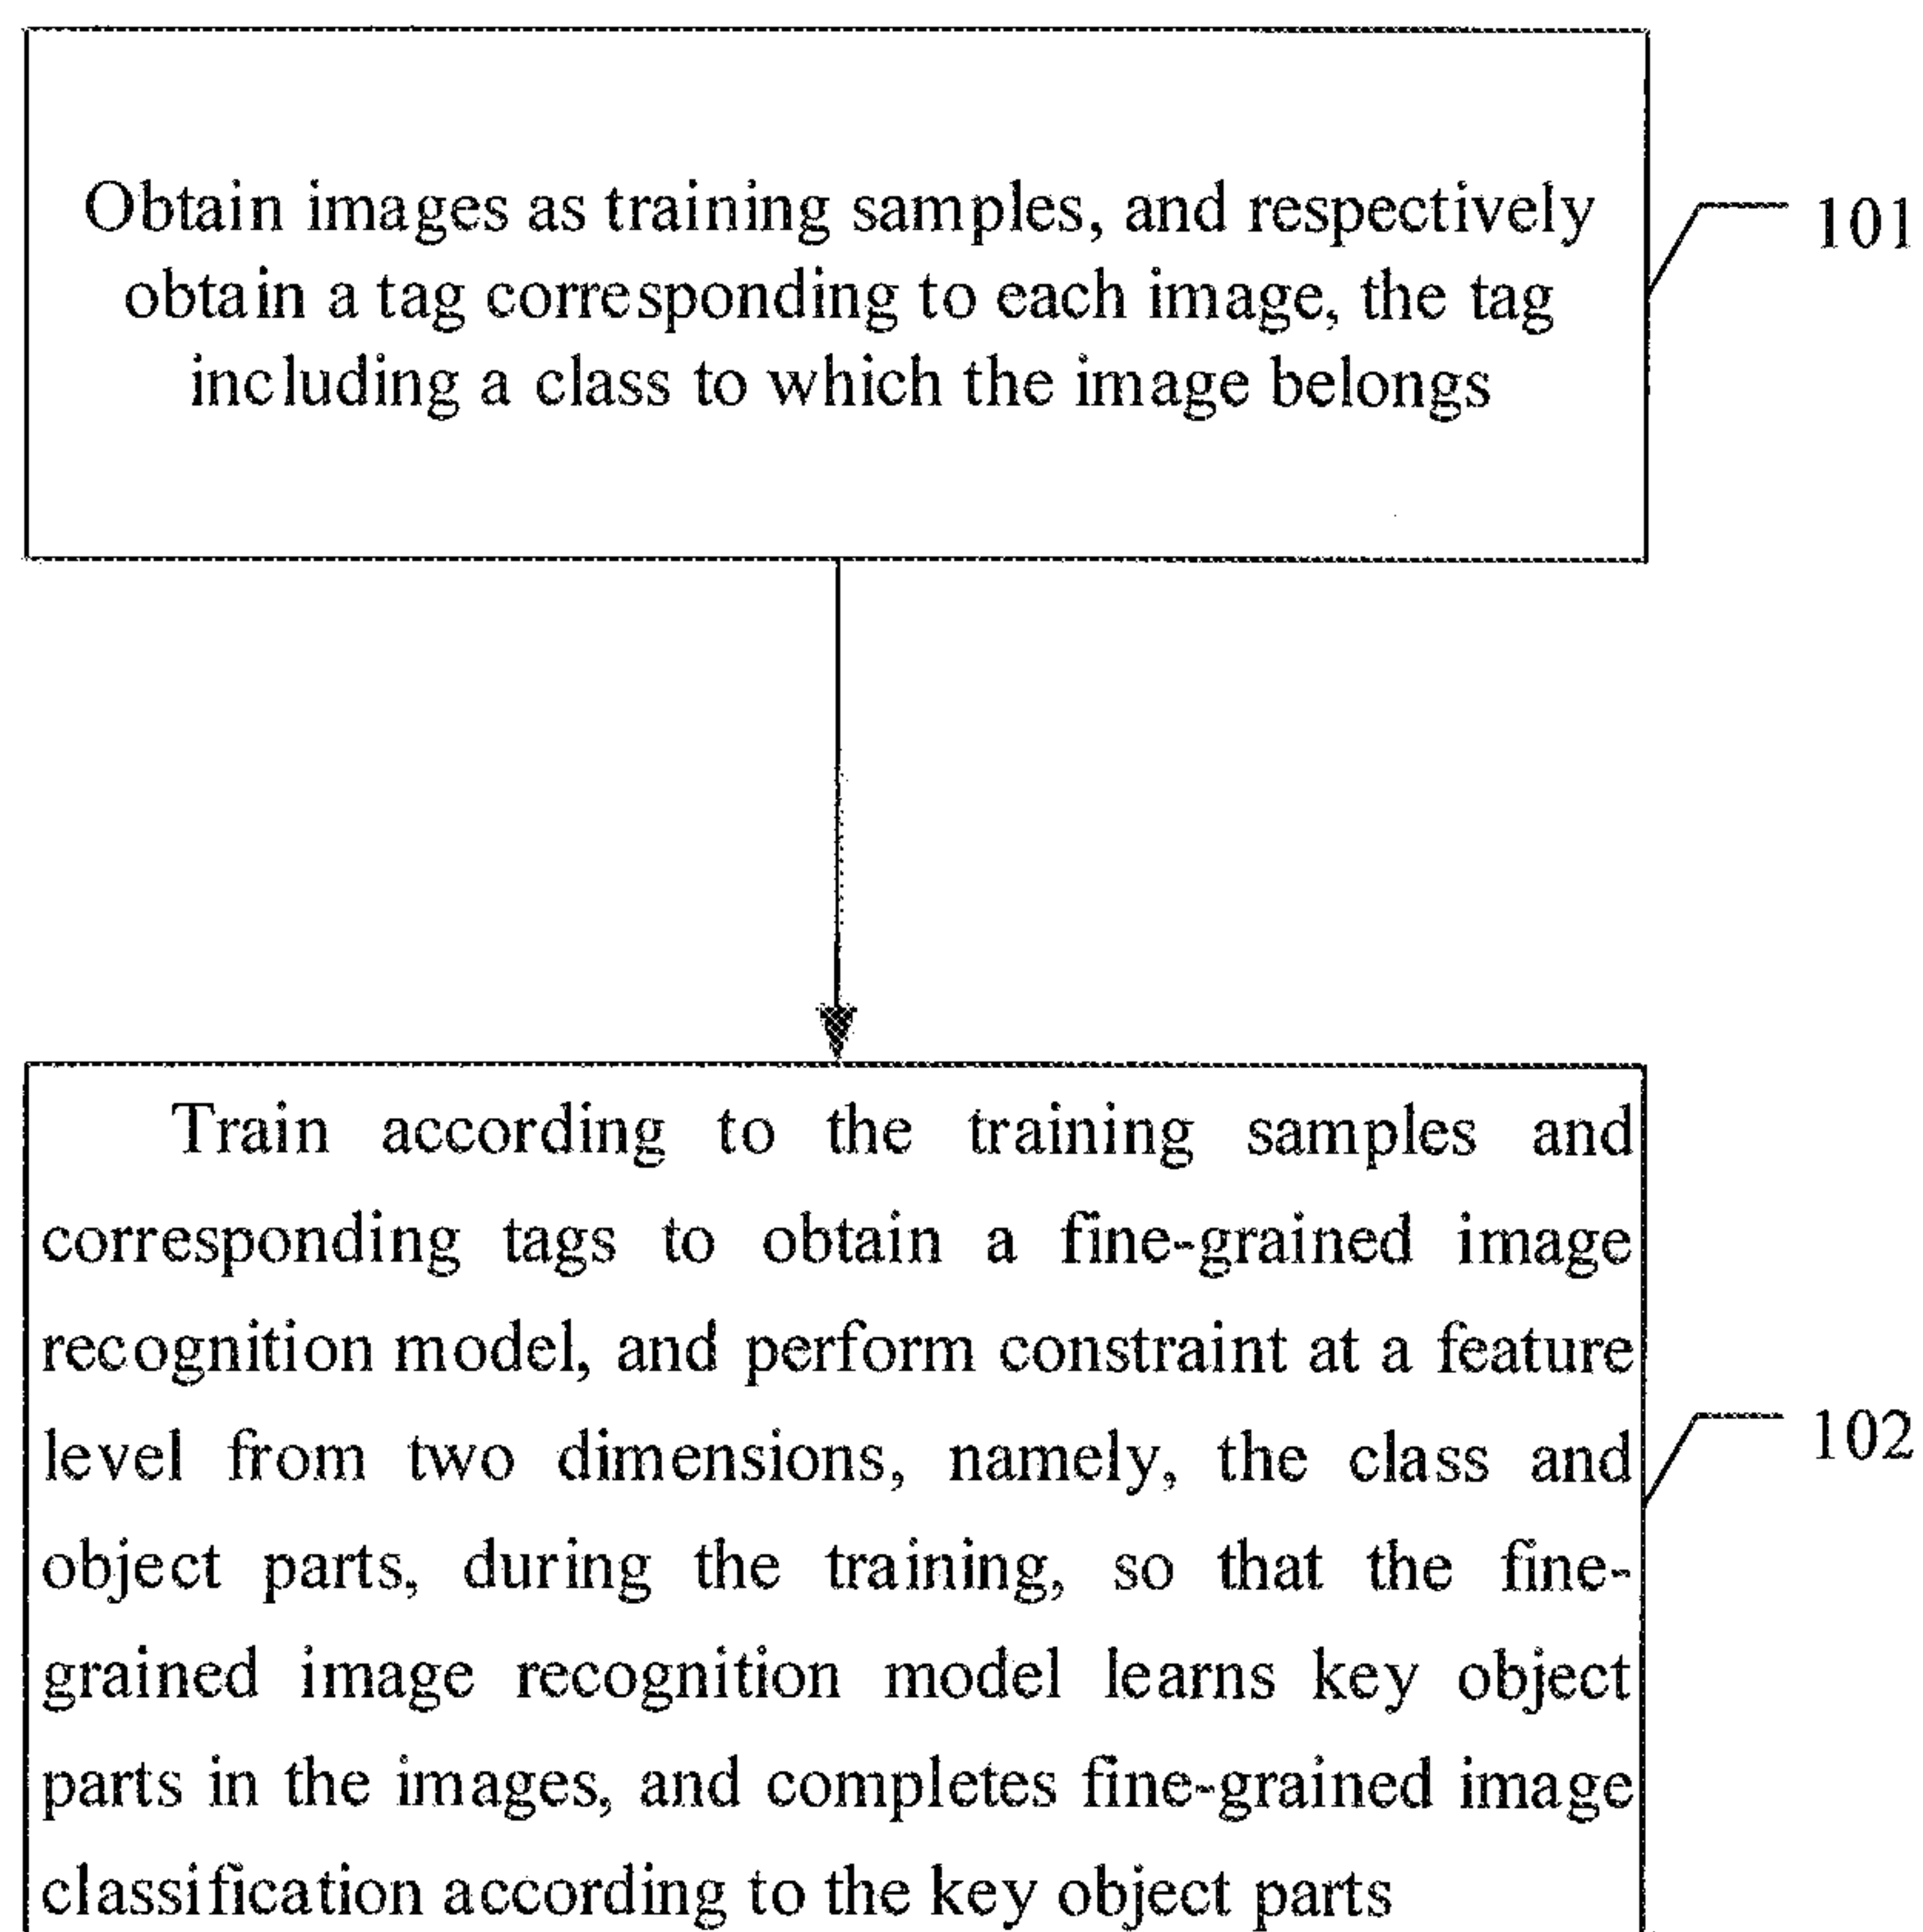 Obtain images as training samples, and respectively
obtain a tag corresponding to each image, the tag
including a class to which the image belongs
101
Train according to the training samples and
corresponding tags to obtain a fine-grained image
recognition model, and perform constraint at a feature
level from two dimensions, namely, the class and
object parts, during the training, so that the fine-
grained image recognition model learns key object
parts in the images, and completes fine-grained image
classification according to the key object parts
102